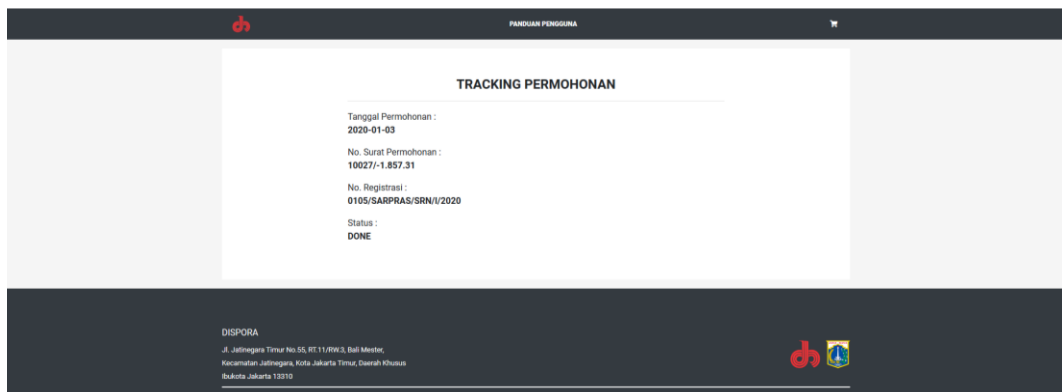 PANDUAN PENGGUNA
TRACKING PERMOHONAN
Tanggal Permohonan :
2020-01-03
No. Surat Permohonan :
10027/-1.857.31
No. Registrasi :
0105/SARPRAS/SRN/I/2020
Status :
DONE
DISPORA
Jl. Jatinegara Timur No.55, RT.11/RW.3, Bali Mester,
Kecamatan Jatinegara, Kota Jakarta Timur, Daerah Khusus
Ibukota Jakarta 13310